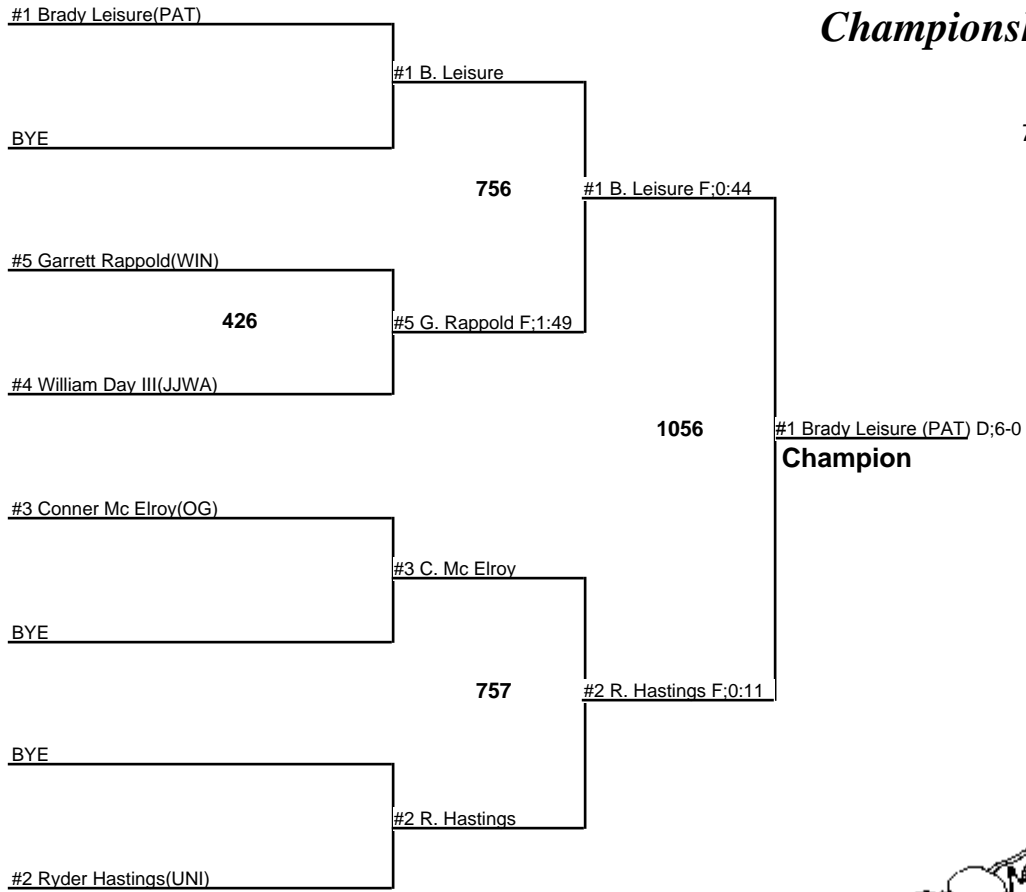 #1 Brady Leisure(PAT)
#1 B. Leisure
BYE
756
#1 B. Leisure F;0:44
#5 Garrett Rappold(WIN)
426
#5 G. Rappold F;1:49
#4 William Day III(JJWA)
1056
#1 Brady Leisure (PAT) D;6-0
Champion
#3 Conner Mc Elroy(OG)
#3 C. Mc Elroy
BYE
757
#2 R. Hastings F;0:11
BYE
#2 R. Hastings
#2 Ryder Hastings(UNI)